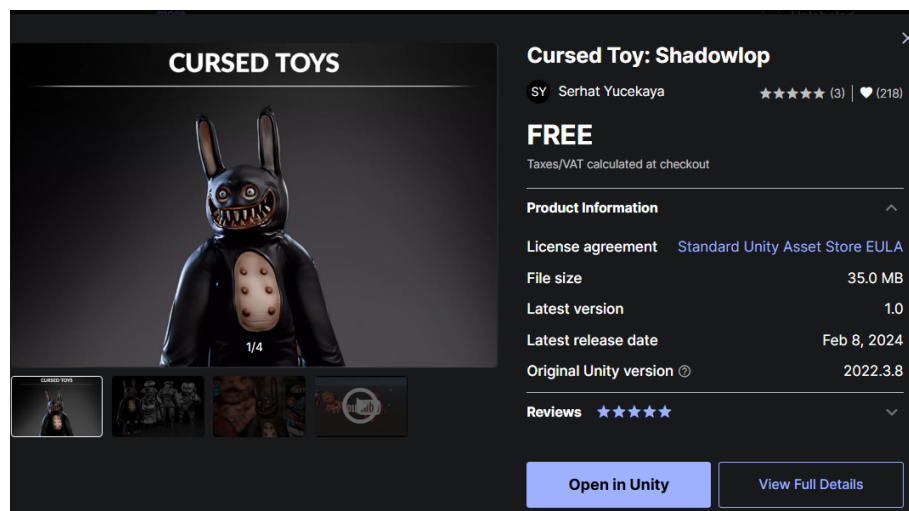 CURSED TOYS
1/4
CURSED TOYS
Cursed Toy: Shadowlop
SY Serhat Yucekaya
(3) | (218)
FREE
Taxes/VAT calculated at checkout
Product Information
License agreement Standard Unity Asset Store EULA
File size 35.0 MB
Latest version 1.0
Latest release date Feb 8, 2024
Original Unity version 2022.3.8
Reviews
Open in Unity
View Full Details